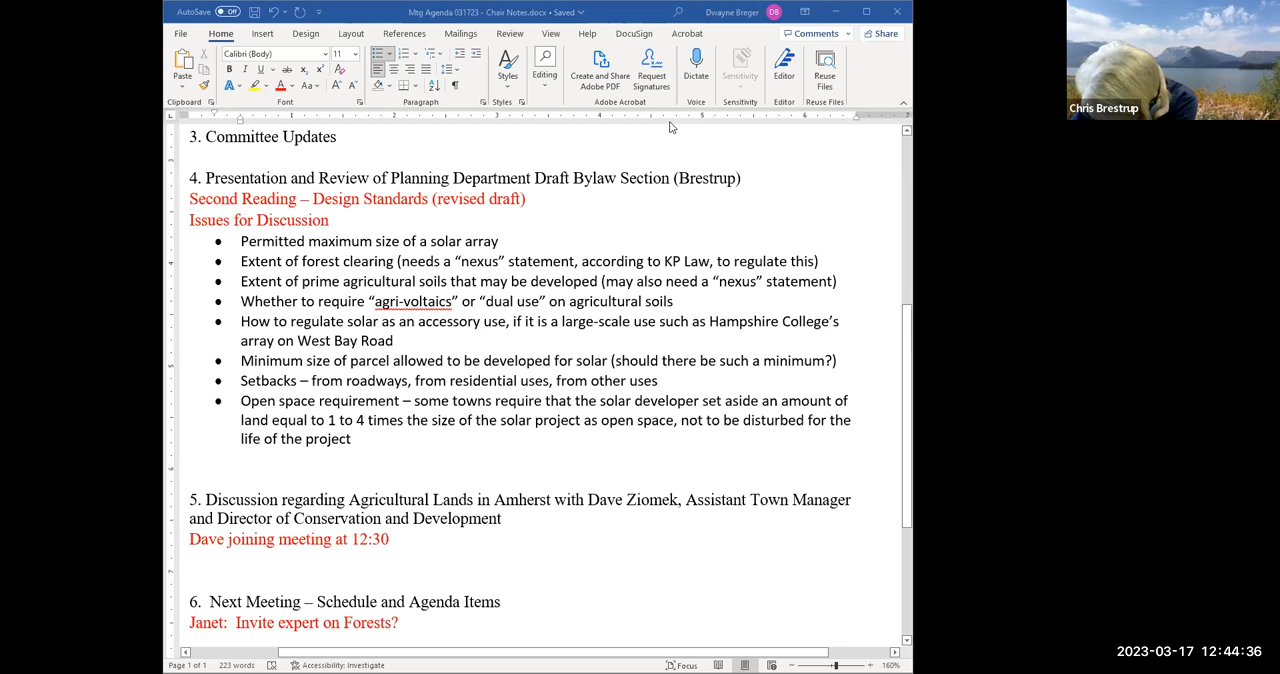 AutoSave Off Mtg Agenda 031723 - Chair Notes.docx • Saved Dwayne Breger DB
File Home Insert Design Layout References Mailings Review View Help DocuSign Acrobat Comments Share
Calibri (Body) 11
Paste Styles Editing Create and Share Adobe PDF Request Signatures Dictate Sensitivity Editor Reuse Files
Clipboard Font Paragraph Styles Adobe Acrobat Voice Sensitivity Editor Reuse Files
1 2 3 4 5 6 7
3. Committee Updates
4. Presentation and Review of Planning Department Draft Bylaw Section (Brestrup)
Second Reading – Design Standards (revised draft)
Issues for Discussion
• Permitted maximum size of a solar array
• Extent of forest clearing (needs a “nexus” statement, according to KP Law, to regulate this)
• Extent of prime agricultural soils that may be developed (may also need a “nexus” statement)
• Whether to require “agri-voltaics” or “dual use” on agricultural soils
• How to regulate solar as an accessory use, if it is a large-scale use such as Hampshire College’s
array on West Bay Road
• Minimum size of parcel allowed to be developed for solar (should there be such a minimum?)
• Setbacks – from roadways, from residential uses, from other uses
• Open space requirement – some towns require that the solar developer set aside an amount of
land equal to 1 to 4 times the size of the solar project as open space, not to be disturbed for the
life of the project
5. Discussion regarding Agricultural Lands in Amherst with Dave Ziomek, Assistant Town Manager
and Director of Conservation and Development
Dave joining meeting at 12:30
6. Next Meeting – Schedule and Agenda Items
Janet: Invite expert on Forests?
Page 1 of 1 223 words Accessibility: Investigate Focus 160%
Chris Brestrup
2023-03-17 12:44:36